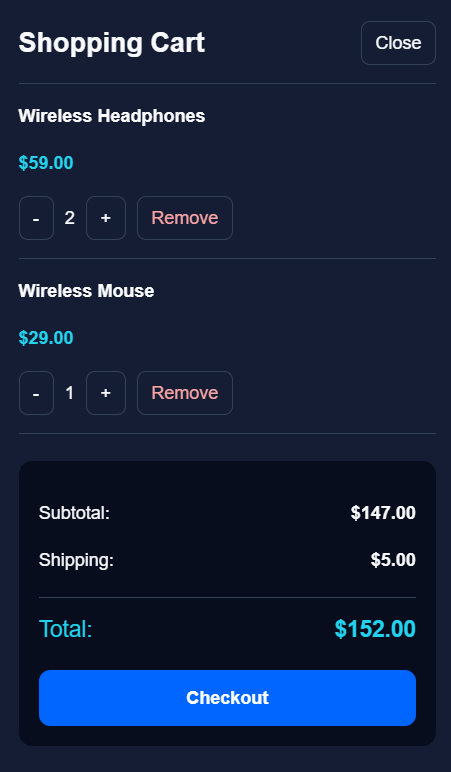 Shopping Cart Close
Wireless Headphones
$59.00
- 2 + Remove
Wireless Mouse
$29.00
- 1 + Remove
Subtotal: $147.00
Shipping: $5.00
Total: $152.00
Checkout